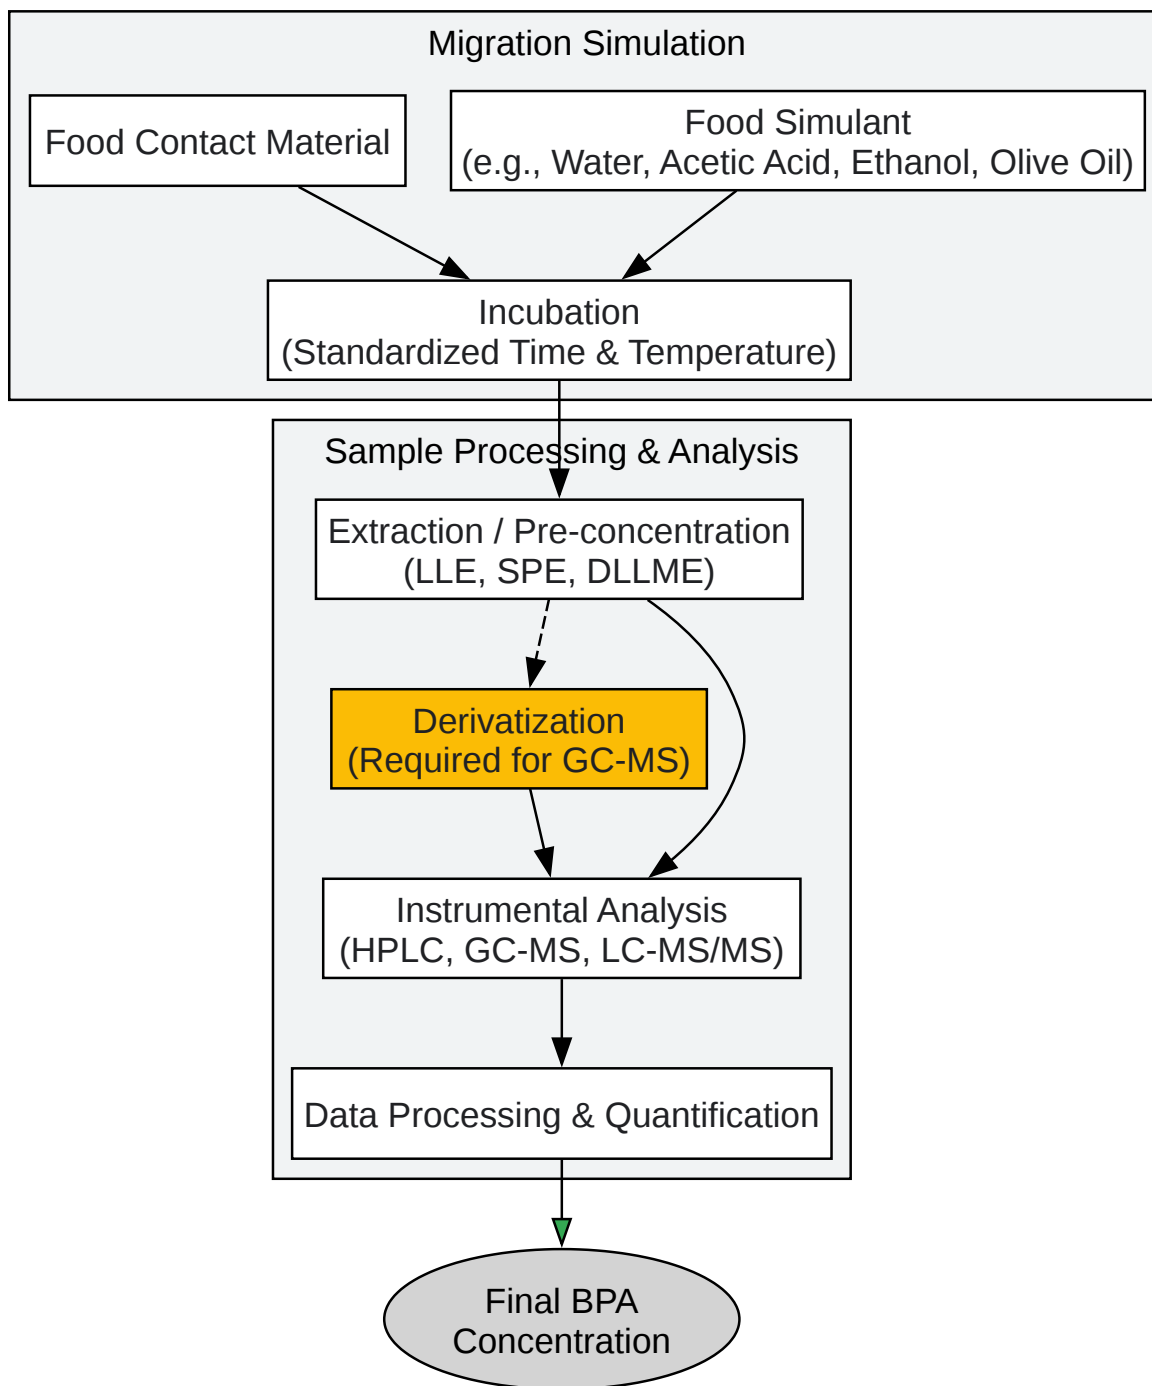 Migration Simulation
Food Contact Material
Food Simulant
(e.g., Water, Acetic Acid, Ethanol, Olive Oil)
Incubation
(Standardized Time & Temperature)
Sample Processing & Analysis
Extraction / Pre-concentration
(LLE, SPE, DLLME)
Derivatization
(Required for GC-MS)
Instrumental Analysis
(HPLC, GC-MS, LC-MS/MS)
Data Processing & Quantification
Final BPA
Concentration